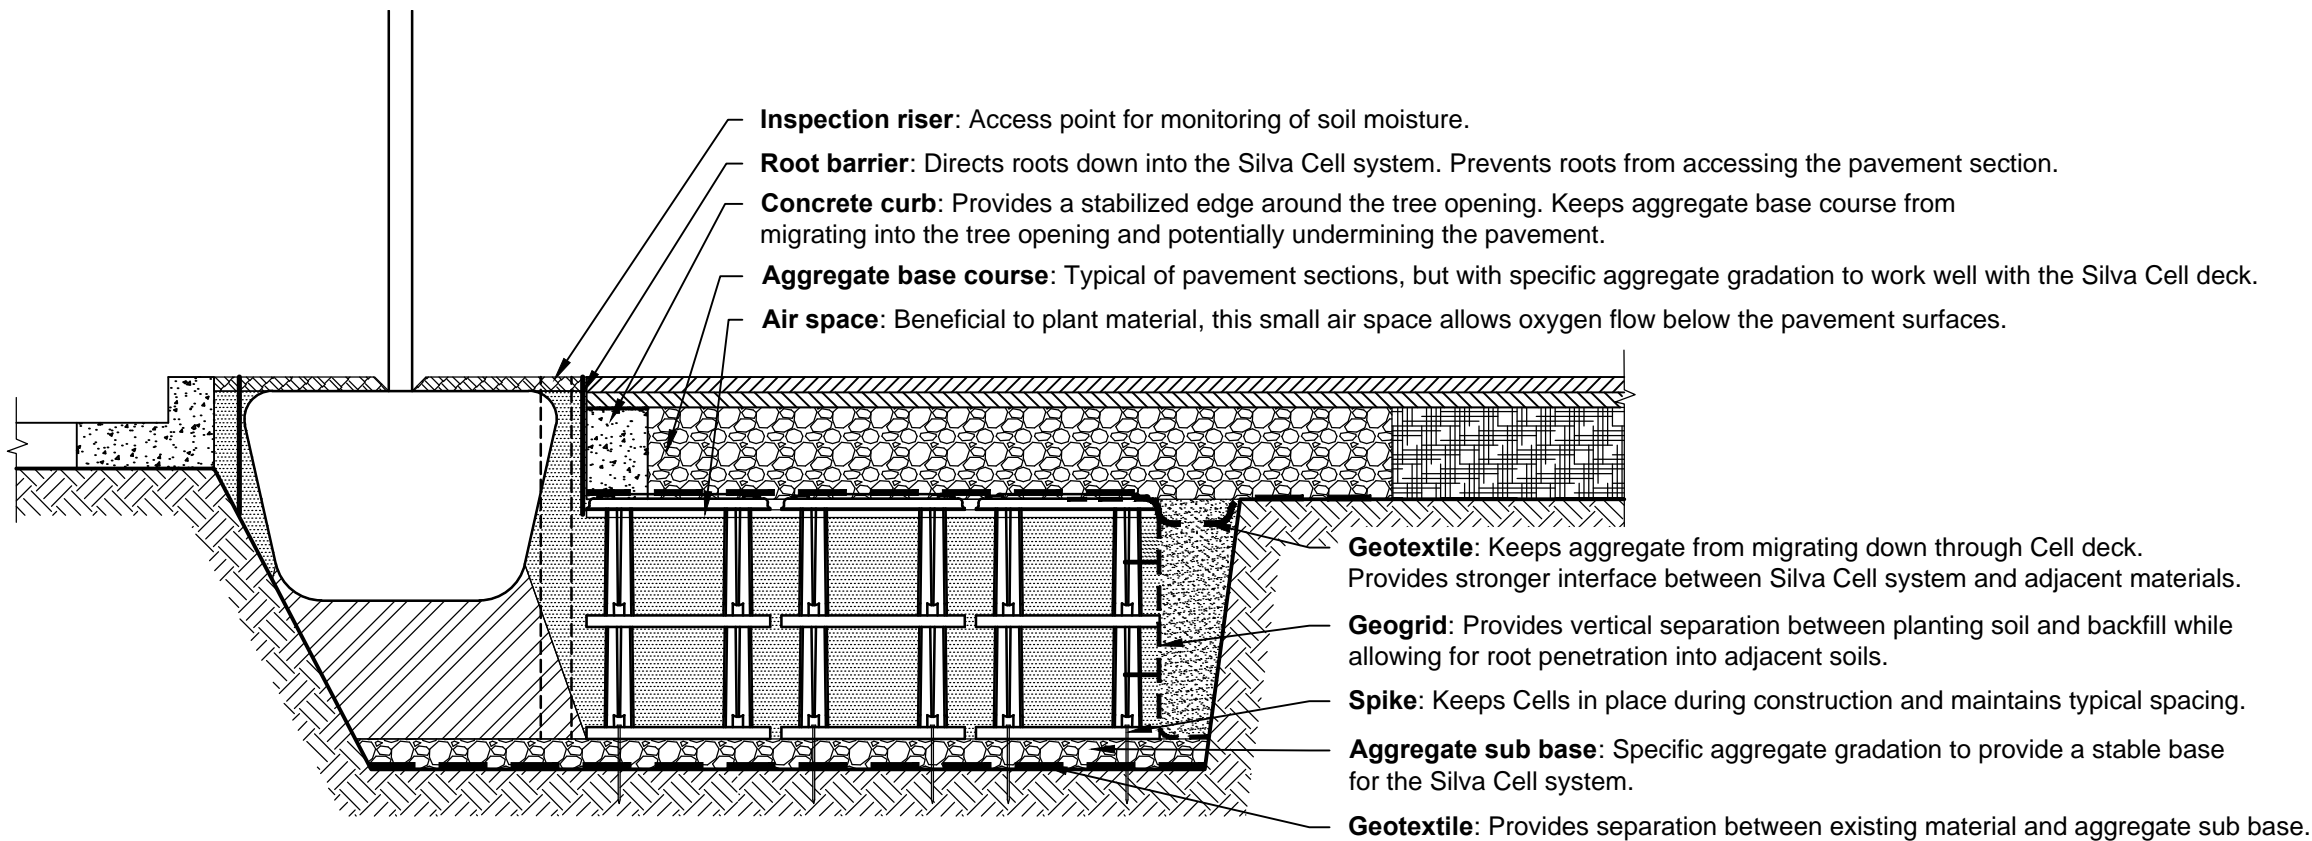 Inspection riser: Access point for monitoring of soil moisture.
Root barrier: Directs roots down into the Silva Cell system. Prevents roots from accessing the pavement section.
Concrete curb: Provides a stabilized edge around the tree opening. Keeps aggregate base course from
migrating into the tree opening and potentially undermining the pavement.
Aggregate base course: Typical of pavement sections, but with specific aggregate gradation to work well with the Silva Cell deck.
Air space: Beneficial to plant material, this small air space allows oxygen flow below the pavement surfaces.
Geotextile: Keeps aggregate from migrating down through Cell deck.
Provides stronger interface between Silva Cell system and adjacent materials.
Geogrid: Provides vertical separation between planting soil and backfill while
allowing for root penetration into adjacent soils.
Spike: Keeps Cells in place during construction and maintains typical spacing.
Aggregate sub base: Specific aggregate gradation to provide a stable base
for the Silva Cell system.
Geotextile: Provides separation between existing material and aggregate sub base.